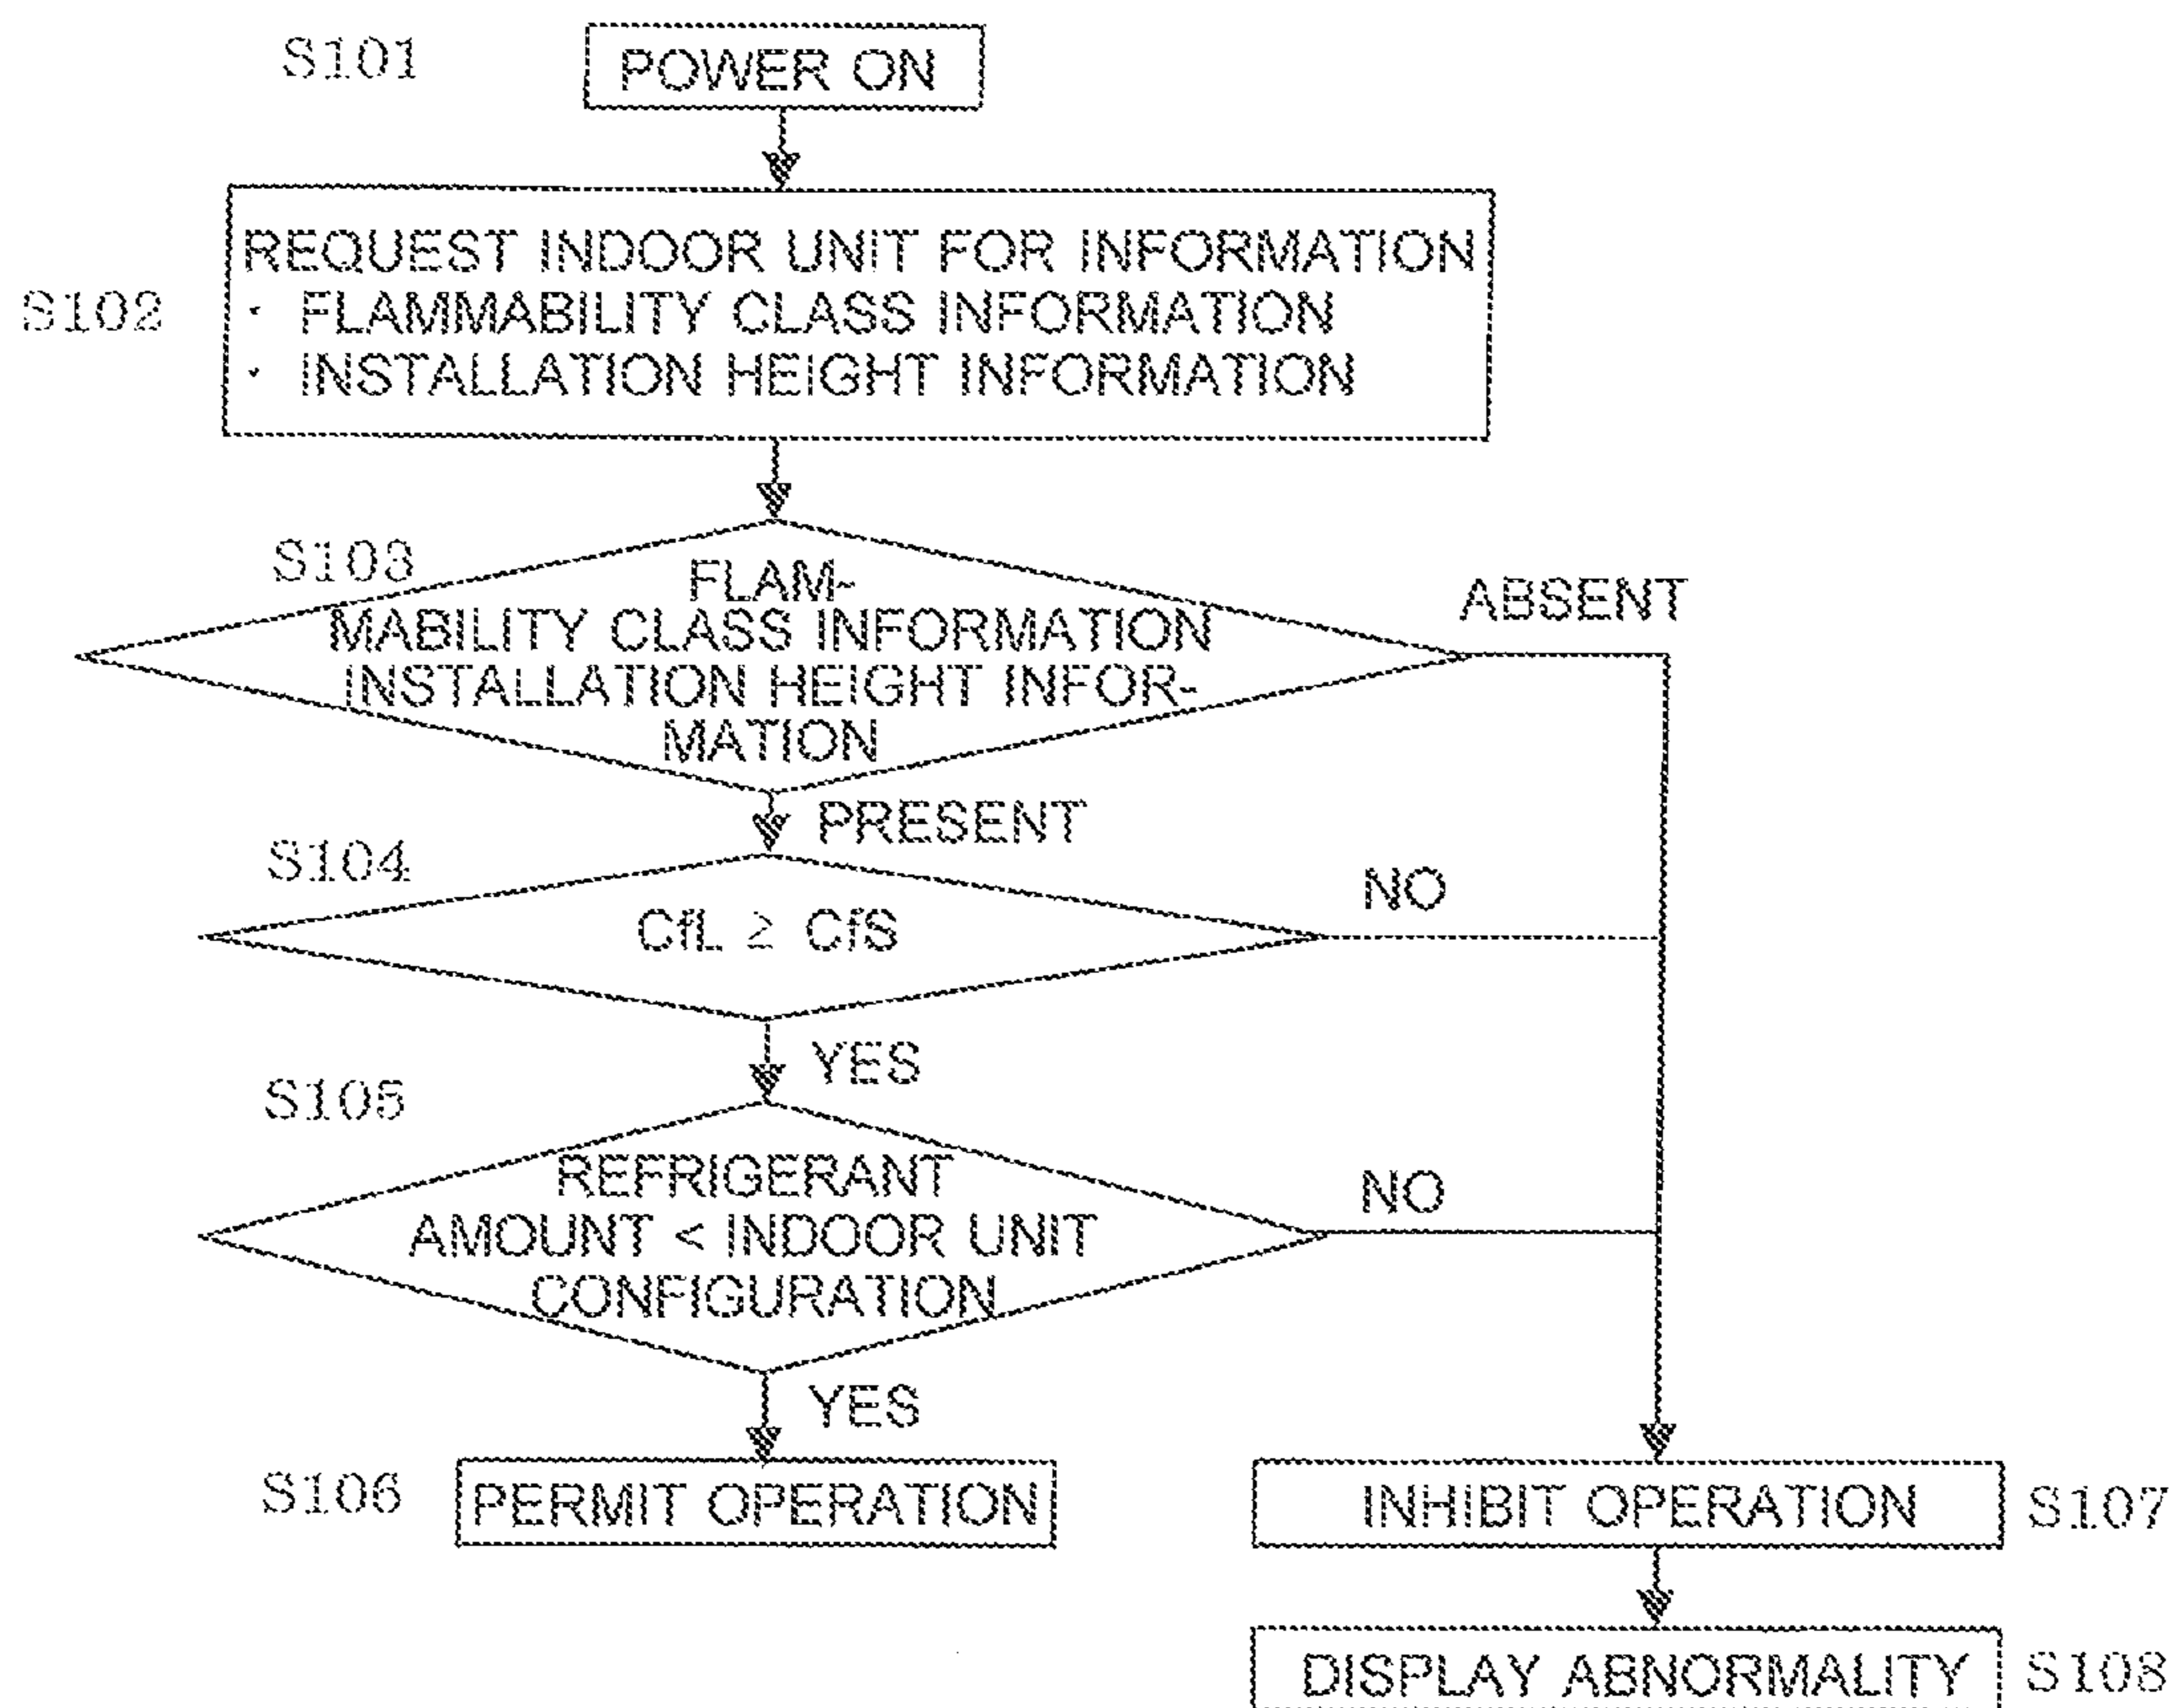 S101
POWER ON
S102
REQUEST INDOOR UNIT FOR INFORMATION
· FLAMMABILITY CLASS INFORMATION
· INSTALLATION HEIGHT INFORMATION
S103
FLAM-
MABILITY CLASS INFORMATION
INSTALLATION HEIGHT INFOR-
MATION
ABSENT
PRESENT
S104
CfL ≥ CfS
NO
YES
S105
REFRIGERANT
AMOUNT < INDOOR UNIT
CONFIGURATION
NO
YES
S106
PERMIT OPERATION
INHIBIT OPERATION
S107
DISPLAY ABNORMALITY
S108